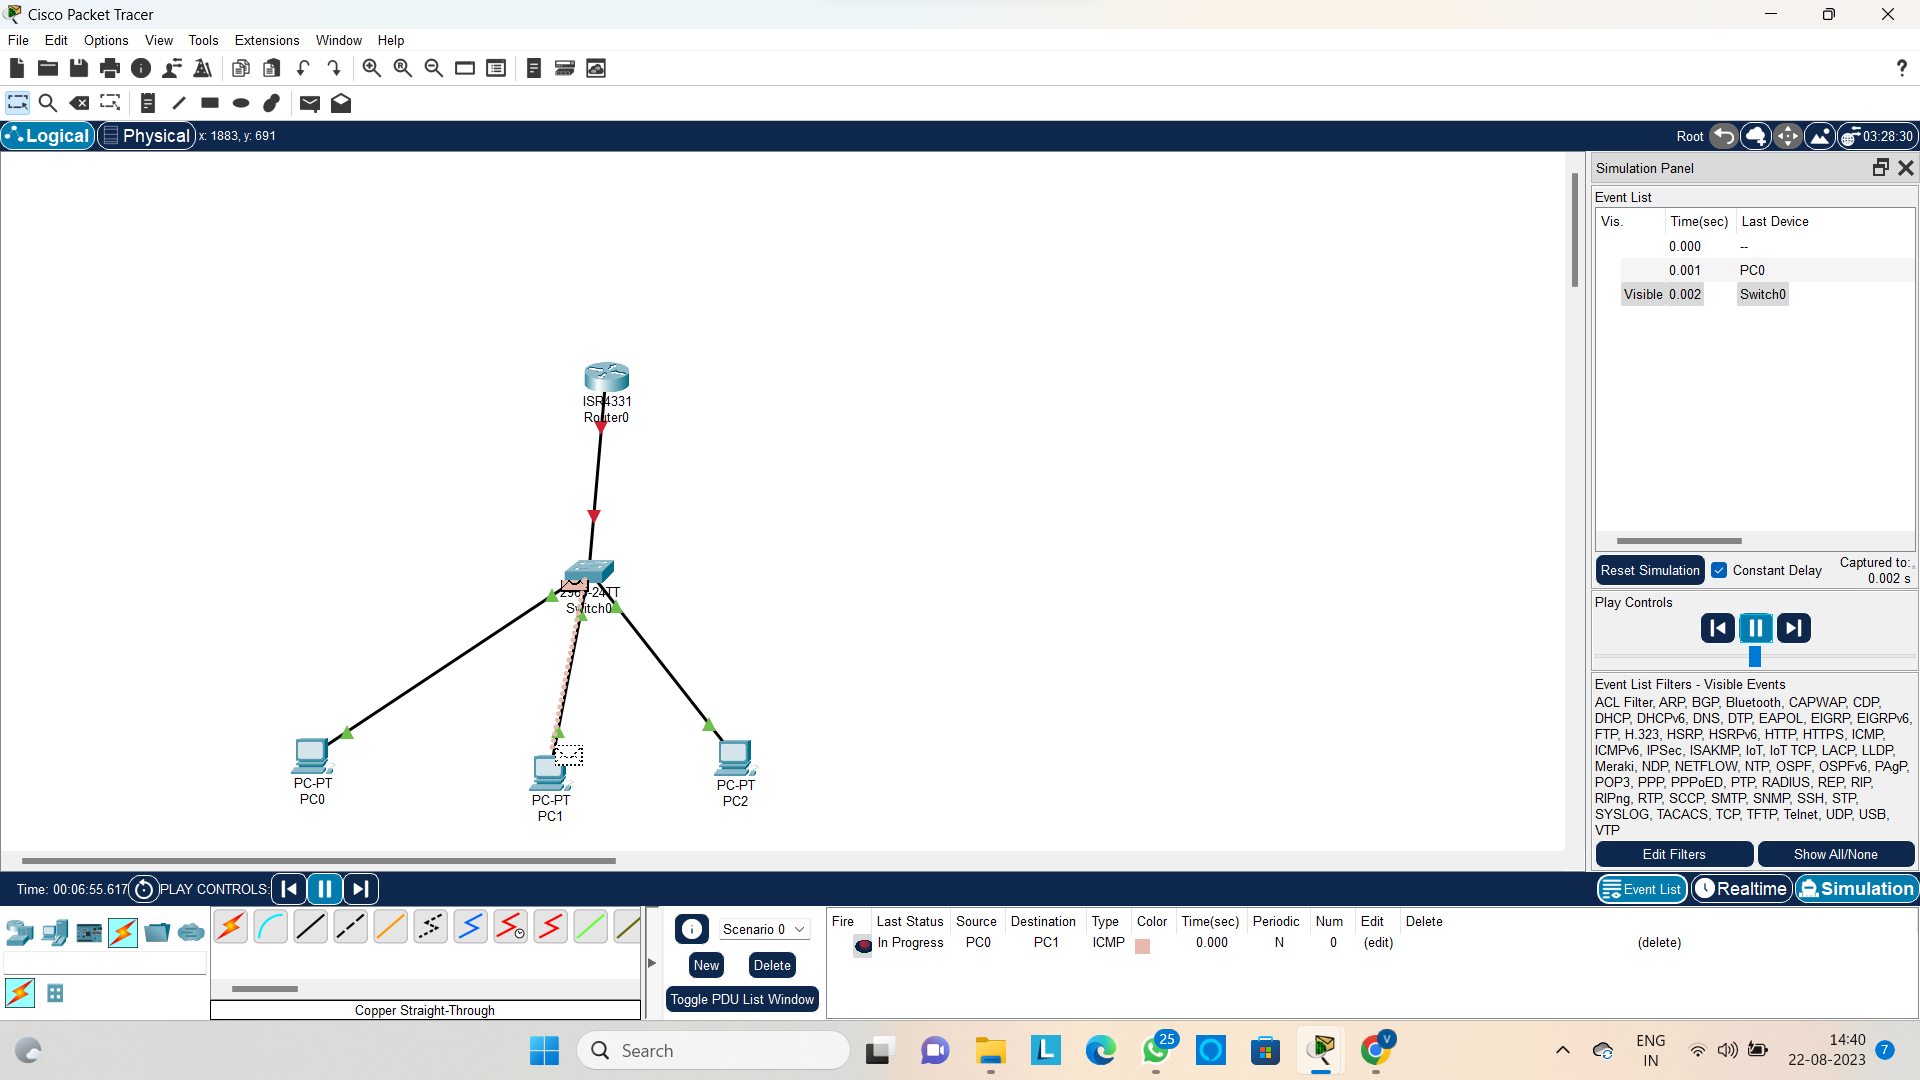 Cisco Packet Tracer
File Edit Options View Tools Extensions Window Help
?
Logical Physical x: 1883, y: 691
Root 03:28:30
Simulation Panel
Event List
Vis. Time(sec) Last Device
0.000 --
0.001 PC0
Visible 0.002 Switch0
ISR4331
Router0
2960-24TT
Switch0
PC-PT
PC0
PC-PT
PC1
PC-PT
PC2
Reset Simulation Constant Delay Captured to:
0.002 s
Play Controls
Event List Filters - Visible Events
ACL Filter, ARP, BGP, Bluetooth, CAPWAP, CDP,
DHCP, DHCPv6, DNS, DTP, EAPOL, EIGRP, EIGRPv6,
FTP, H.323, HSRP, HSRPv6, HTTP, HTTPS, ICMP,
ICMPv6, IPSec, ISAKMP, IoT, IoT TCP, LACP, LLDP,
Meraki, NDP, NETFLOW, NTP, OSPF, OSPFv6, PAgP,
POP3, PPP, PPPoED, PTP, RADIUS, REP, RIP,
RIPng, RTP, SCCP, SMTP, SNMP, SSH, STP,
SYSLOG, TACACS, TCP, TFTP, Telnet, UDP, USB,
VTP
Edit Filters Show All/None
Time: 00:06:55.617 PLAY CONTROLS:
Event List Realtime Simulation
Scenario 0
New Delete
Toggle PDU List Window
Copper Straight-Through
Fire Last Status Source Destination Type Color Time(sec) Periodic Num Edit Delete
In Progress PC0 PC1 ICMP 0.000 N 0 (edit) (delete)
Search
L
25
V
ENG
IN
14:40
22-08-2023
7